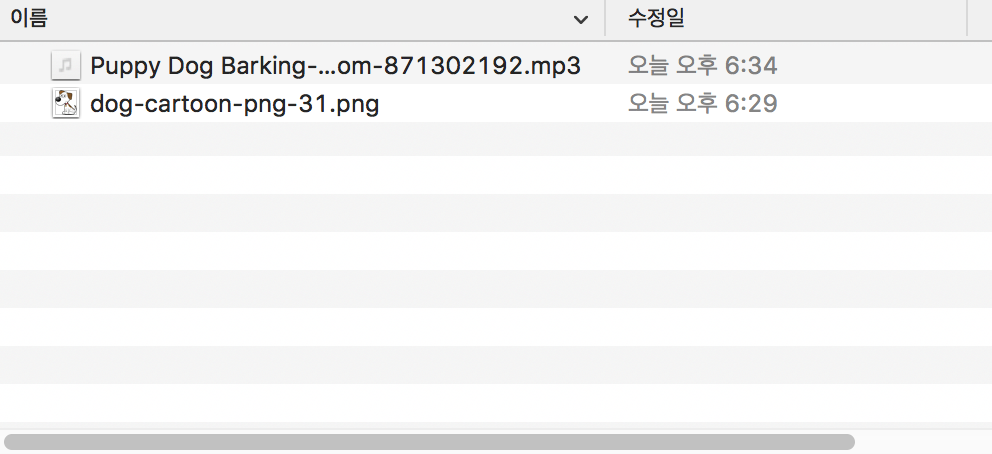 이름 수정일
Puppy Dog Barking-...om-871302192.mp3 오늘 오후 6:34
dog-cartoon-png-31.png 오늘 오후 6:29